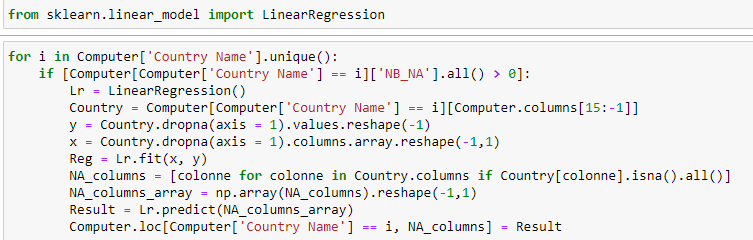 from sklearn.linear_model import LinearRegression
for i in Computer['Country Name'].unique():
    if [Computer[Computer['Country Name'] == i]['NB_NA'].all() > 0]:
        Lr = LinearRegression()
        Country = Computer[Computer['Country Name'] == i][Computer.columns[15:-1]]
        y = Country.dropna(axis = 1).values.reshape(-1)
        x = Country.dropna(axis = 1).columns.array.reshape(-1,1)
        Reg = Lr.fit(x, y)
        NA_columns = [colonne for colonne in Country.columns if Country[colonne].isna().all()]
        NA_columns_array = np.array(NA_columns).reshape(-1,1)
        Result = Lr.predict(NA_columns_array)
        Computer.loc[Computer['Country Name'] == i, NA_columns] = Result